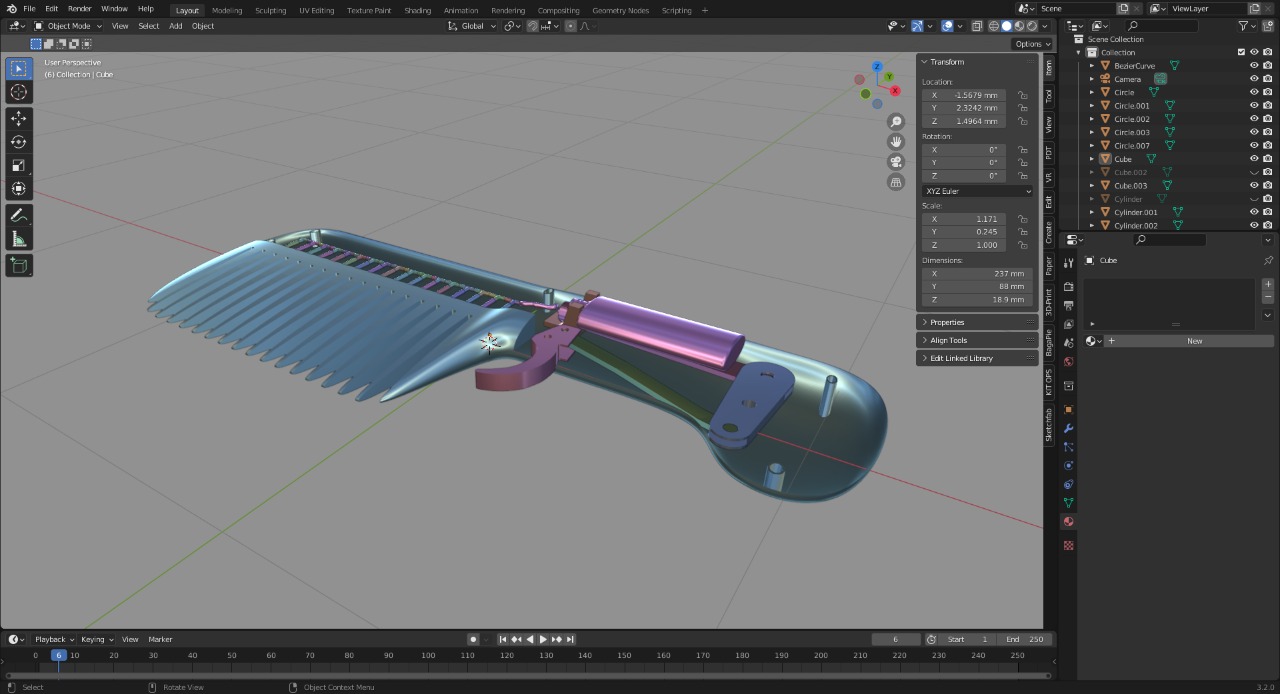 File Edit Render Window Help Layout Modeling Sculpting UV Editing Texture Paint Shading Animation Rendering Compositing Geometry Nodes Scripting + Scene ViewLayer
Object Mode View Select Add Object Global
Options
User Perspective
(6) Collection | Cube
Z
Y
X
Transform
Location:
X -1.5679 mm
Y 2.3242 mm
Z 1.4964 mm
Rotation:
X 0°
Y 0°
Z 0°
XYZ Euler
Scale:
X 1.171
Y 0.245
Z 1.000
Dimensions:
X 237 mm
Y 88 mm
Z 18.9 mm
Properties
Align Tools
Edit Linked Library
Item
Tool
View
PDT
VR
Edit
Create
Paper
3D-Print
BagaPie
KIT OPS
Sketchfab
Scene Collection
Collection
BezierCurve
Camera
Circle
Circle.001
Circle.002
Circle.003
Circle.007
Cube
Cube.002
Cube.003
Cylinder
Cylinder.001
Cylinder.002
Cube
+
−
+ New
Playback Keying View Marker 6 Start 1 End 250
0 6 10 20 30 40 50 60 70 80 90 100 110 120 130 140 150 160 170 180 190 200 210 220 230 240 250
Select Rotate View Object Context Menu 3.2.0